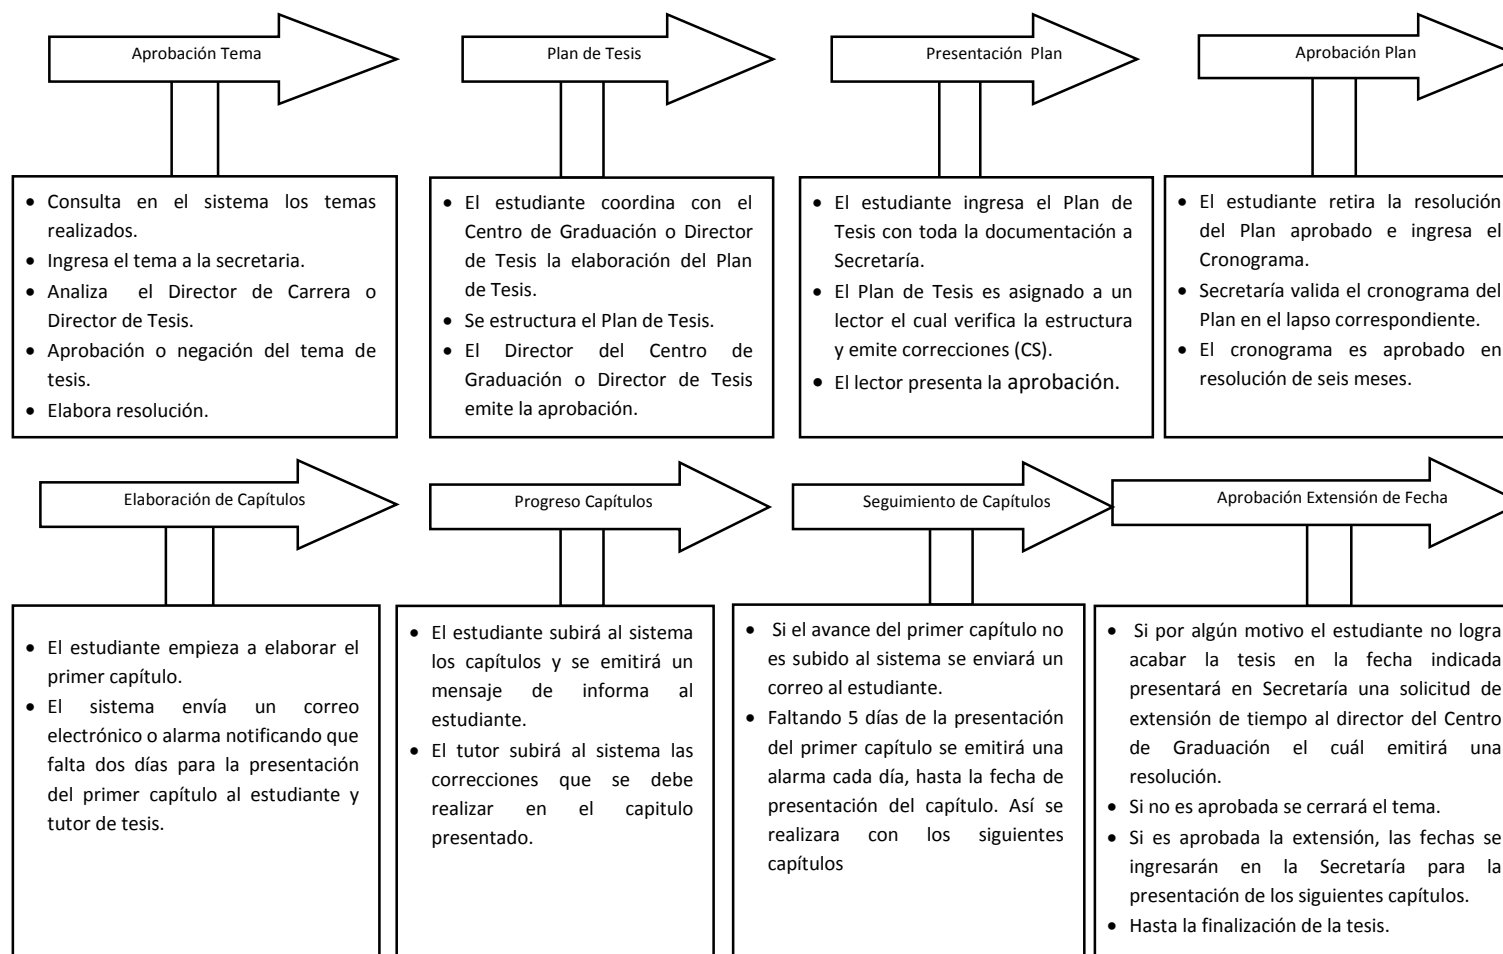 Aprobación Tema
Plan de Tesis
Presentación Plan
Aprobación Plan
• Consulta en el sistema los temas
realizados.
• Ingresa el tema a la secretaria.
• Analiza el Director de Carrera o
Director de Tesis.
• Aprobación o negación del tema de
tesis.
• Elabora resolución.
• El estudiante coordina con el
Centro de Graduación o Director
de Tesis la elaboración del Plan
de Tesis.
• Se estructura el Plan de Tesis.
• El Director del Centro de
Graduación o Director de Tesis
emite la aprobación.
• El estudiante ingresa el Plan de
Tesis con toda la documentación a
Secretaría.
• El Plan de Tesis es asignado a un
lector el cual verifica la estructura
y emite correcciones (CS).
• El lector presenta la aprobación.
• El estudiante retira la resolución
del Plan aprobado e ingresa el
Cronograma.
• Secretaría valida el cronograma del
Plan en el lapso correspondiente.
• El cronograma es aprobado en
resolución de seis meses.
Elaboración de Capítulos
Progreso Capítulos
Seguimiento de Capítulos
Aprobación Extensión de Fecha
• El estudiante empieza a elaborar el
primer capítulo.
• El sistema envía un correo
electrónico o alarma notificando que
falta dos días para la presentación
del primer capítulo al estudiante y
tutor de tesis.
• El estudiante subirá al sistema
los capítulos y se emitirá un
mensaje de informa al
estudiante.
• El tutor subirá al sistema las
correcciones que se debe
realizar en el capitulo
presentado.
• Si el avance del primer capítulo no
es subido al sistema se enviará un
correo al estudiante.
• Faltando 5 días de la presentación
del primer capítulo se emitirá una
alarma cada día, hasta la fecha de
presentación del capítulo. Así se
realizara con los siguientes
capítulos
• Si por algún motivo el estudiante no logra
acabar la tesis en la fecha indicada
presentará en Secretaría una solicitud de
extensión de tiempo al director del Centro
de Graduación el cuál emitirá una
resolución.
• Si no es aprobada se cerrará el tema.
• Si es aprobada la extensión, las fechas se
ingresarán en la Secretaría para la
presentación de los siguientes capítulos.
• Hasta la finalización de la tesis.